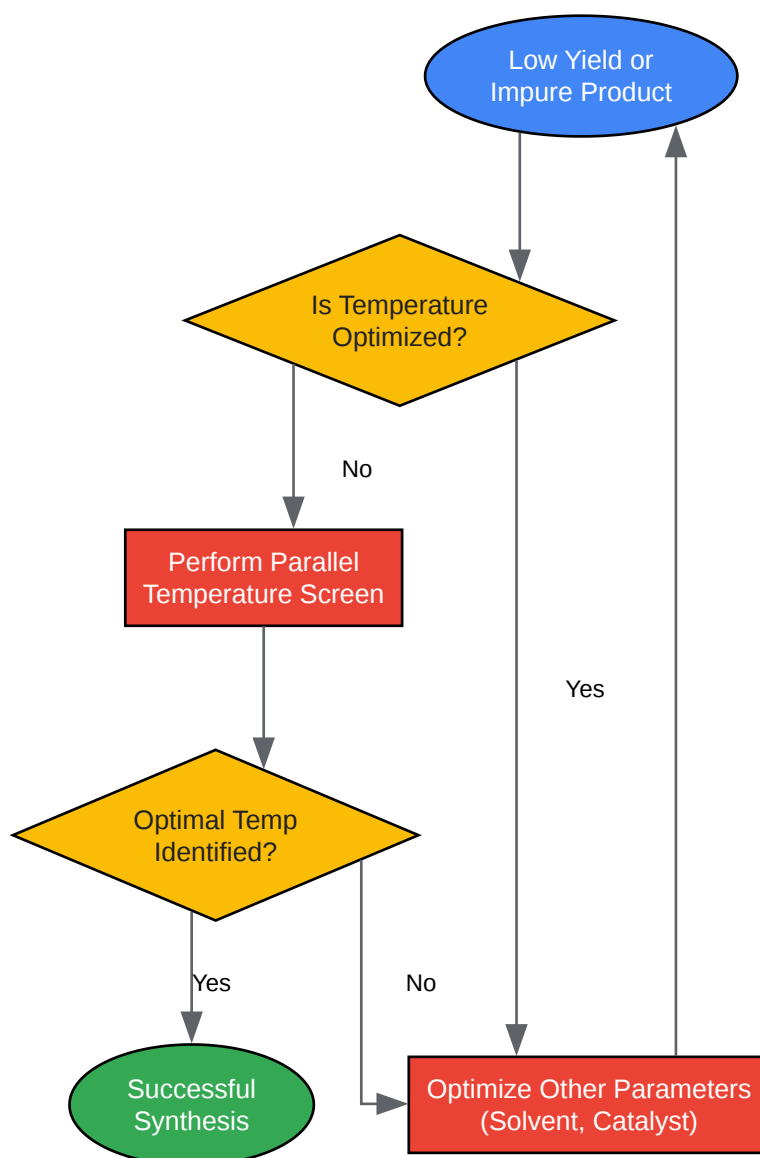 Low Yield or
Impure Product
Is Temperature
Optimized?
No
Perform Parallel
Temperature Screen
Yes
Optimal Temp
Identified?
Yes
No
Successful
Synthesis
Optimize Other Parameters
(Solvent, Catalyst)